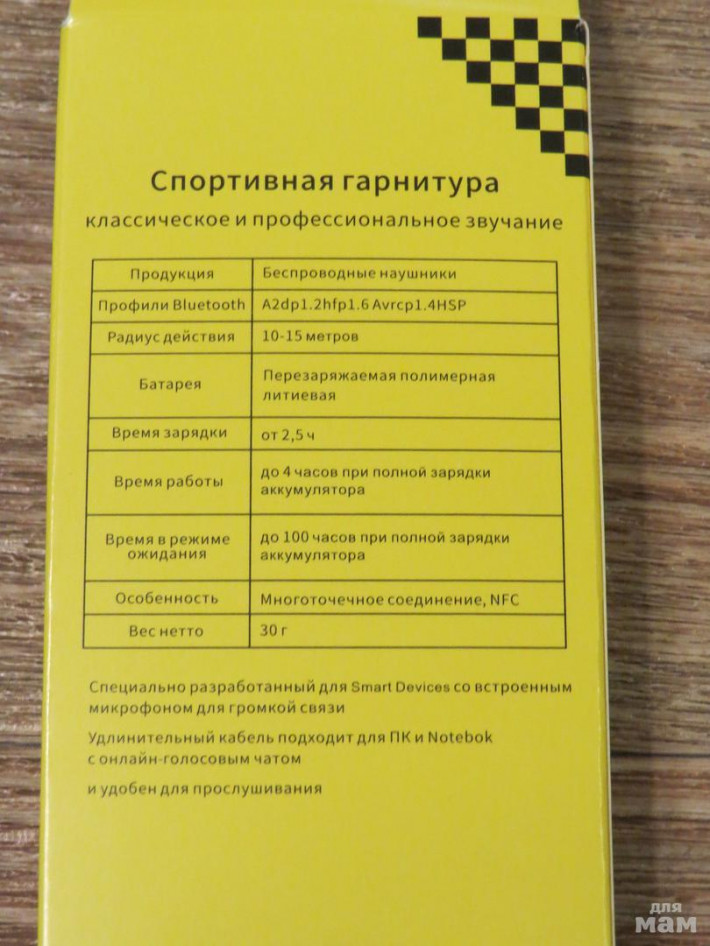 Спортивная гарнитура
классическое и профессиональное звучание
Продукция Беспроводные наушники
Профили Bluetooth A2dp1.2hfp1.6 Avrcp1.4HSP
Радиус действия 10-15 метров
Батарея Перезаряжаемая полимерная
литиевая
Время зарядки от 2,5 ч
Время работы до 4 часов при полной зарядки
аккумулятора
Время в режиме до 100 часов при полной зарядки
ожидания аккумулятора
Особенность Многоточечное соединение, NFC
Вес нетто 30 г
Специально разработанный для Smart Devices со встроенным
микрофоном для громкой связи
Удлинительный кабель подходит для ПК и Notebok
с онлайн-голосовым чатом
и удобен для прослушивания
для
мам